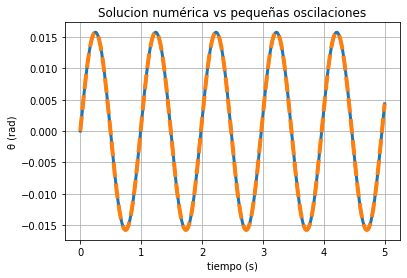 Solucion numérica vs pequeñas oscilaciones
θ (rad)
0.015
0.010
0.005
0.000
−0.005
−0.010
−0.015
0 1 2 3 4 5
tiempo (s)